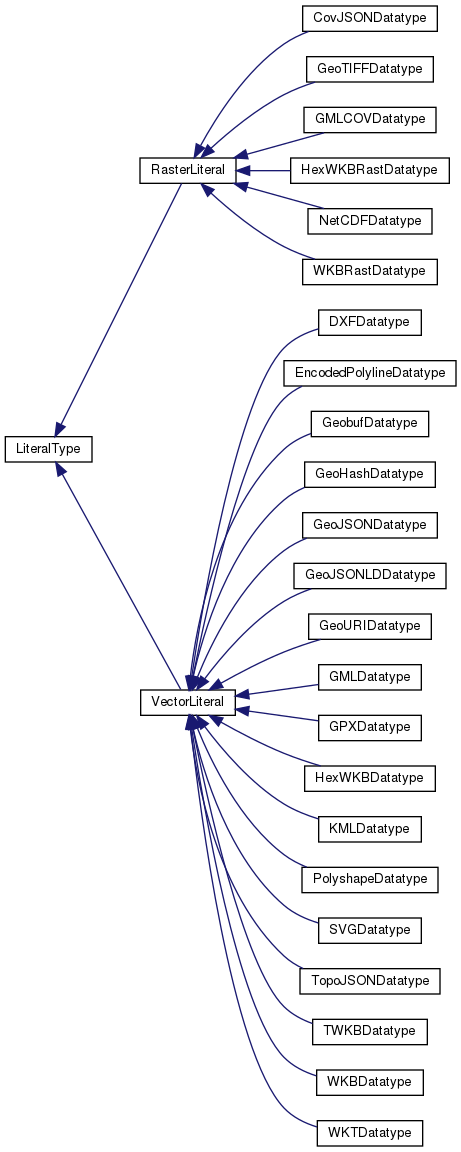 CovJSONDatatype
GeoTIFFDatatype
GMLCOVDatatype
RasterLiteral
HexWKBRastDatatype
NetCDFDatatype
WKBRastDatatype
DXFDatatype
EncodedPolylineDatatype
GeobufDatatype
LiteralType
GeoHashDatatype
GeoJSONDatatype
GeoJSONLDDatatype
GeoURIDatatype
GMLDatatype
VectorLiteral
GPXDatatype
HexWKBDatatype
KMLDatatype
PolyshapeDatatype
SVGDatatype
TopoJSONDatatype
TWKBDatatype
WKBDatatype
WKTDatatype